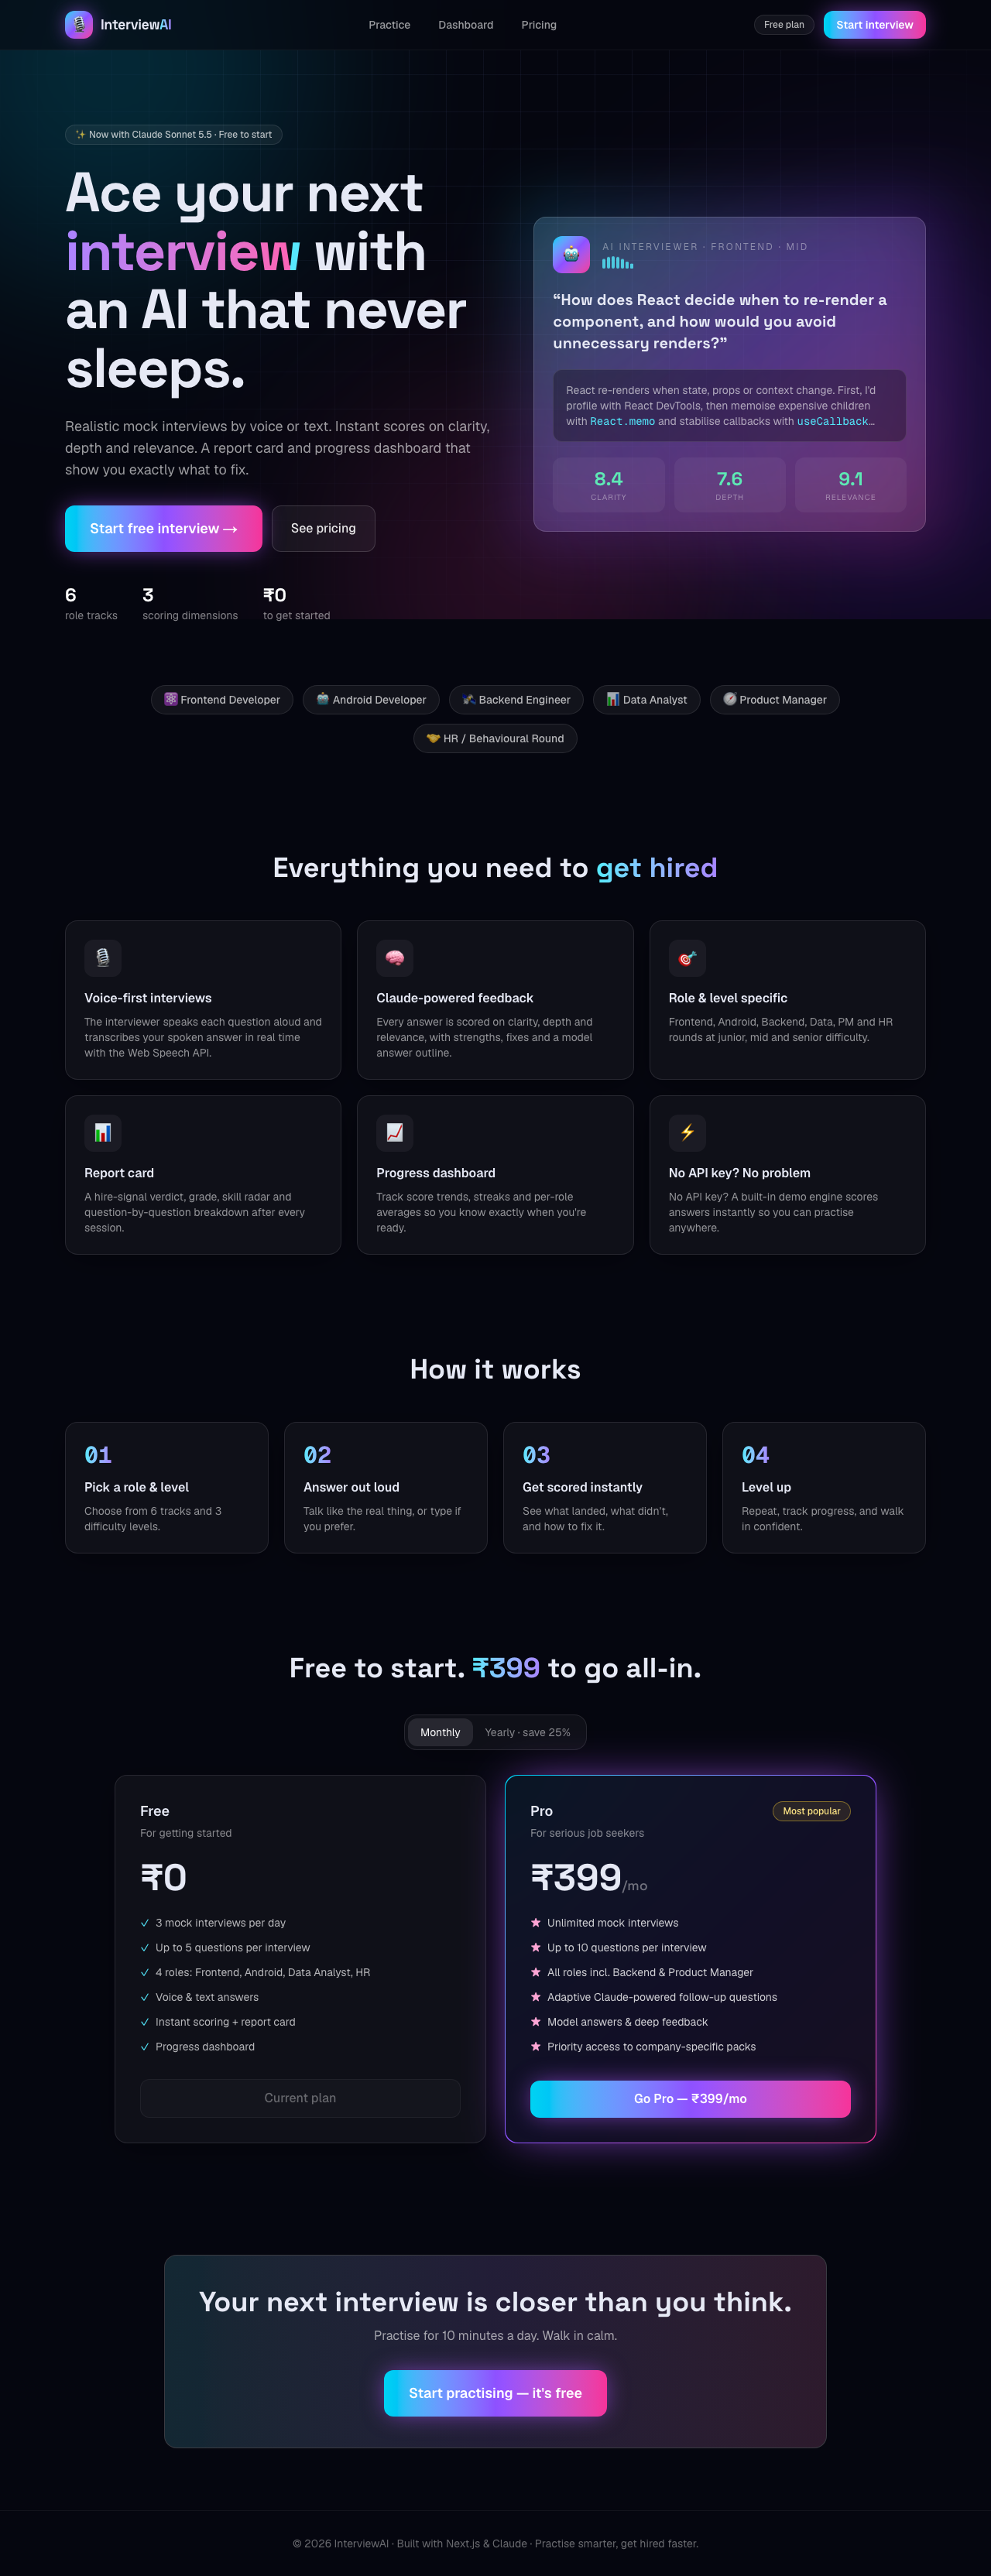 InterviewAI
Practice
Dashboard
Pricing
Free plan
Start interview
✨ Now with Claude Sonnet 5.5 · Free to start
Ace your next
interview with
an AI that never
sleeps.
Realistic mock interviews by voice or text. Instant scores on clarity,
depth and relevance. A report card and progress dashboard that
show you exactly what to fix.
Start free interview →
See pricing
6
role tracks
3
scoring dimensions
₹0
to get started
AI INTERVIEWER · FRONTEND · MID
“How does React decide when to re-render a
component, and how would you avoid
unnecessary renders?”
React re-renders when state, props or context change. First, I'd
profile with React DevTools, then memoise expensive children
with React.memo and stabilise callbacks with useCallback…
8.4
CLARITY
7.6
DEPTH
9.1
RELEVANCE
Frontend Developer
Android Developer
Backend Engineer
Data Analyst
Product Manager
HR / Behavioural Round
Everything you need to get hired
Voice-first interviews
The interviewer speaks each question aloud and
transcribes your spoken answer in real time
with the Web Speech API.
Claude-powered feedback
Every answer is scored on clarity, depth and
relevance, with strengths, fixes and a model
answer outline.
Role & level specific
Frontend, Android, Backend, Data, PM and HR
rounds at junior, mid and senior difficulty.
Report card
A hire-signal verdict, grade, skill radar and
question-by-question breakdown after every
session.
Progress dashboard
Track score trends, streaks and per-role
averages so you know exactly when you're
ready.
No API key? No problem
No API key? A built-in demo engine scores
answers instantly so you can practise
anywhere.
How it works
01
Pick a role & level
Choose from 6 tracks and 3
difficulty levels.
02
Answer out loud
Talk like the real thing, or type if
you prefer.
03
Get scored instantly
See what landed, what didn't,
and how to fix it.
04
Level up
Repeat, track progress, and walk
in confident.
Free to start. ₹399 to go all-in.
Monthly
Yearly · save 25%
Free
For getting started
₹0
✓ 3 mock interviews per day
✓ Up to 5 questions per interview
✓ 4 roles: Frontend, Android, Data Analyst, HR
✓ Voice & text answers
✓ Instant scoring + report card
✓ Progress dashboard
Current plan
Pro
Most popular
For serious job seekers
₹399/mo
★ Unlimited mock interviews
★ Up to 10 questions per interview
★ All roles incl. Backend & Product Manager
★ Adaptive Claude-powered follow-up questions
★ Model answers & deep feedback
★ Priority access to company-specific packs
Go Pro — ₹399/mo
Your next interview is closer than you think.
Practise for 10 minutes a day. Walk in calm.
Start practising — it's free
© 2026 InterviewAI · Built with Next.js & Claude · Practise smarter, get hired faster.